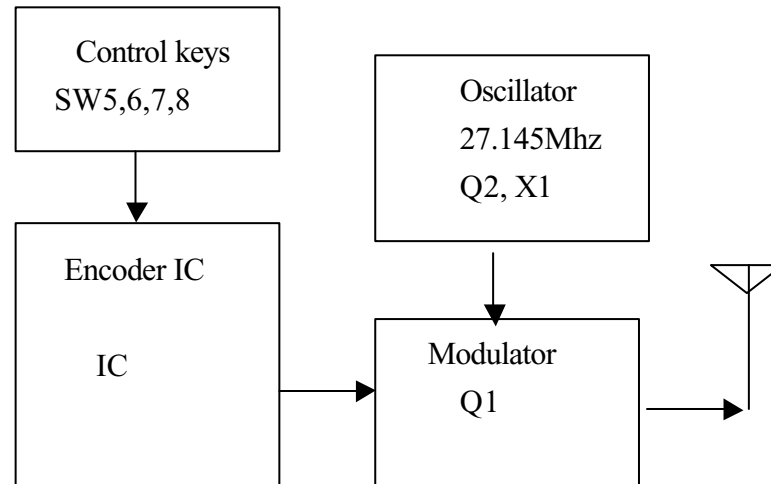 Control keys
SW5,6,7,8
Oscillator
27.145Mhz
Q2, X1
Encoder IC
IC
Modulator
Q1